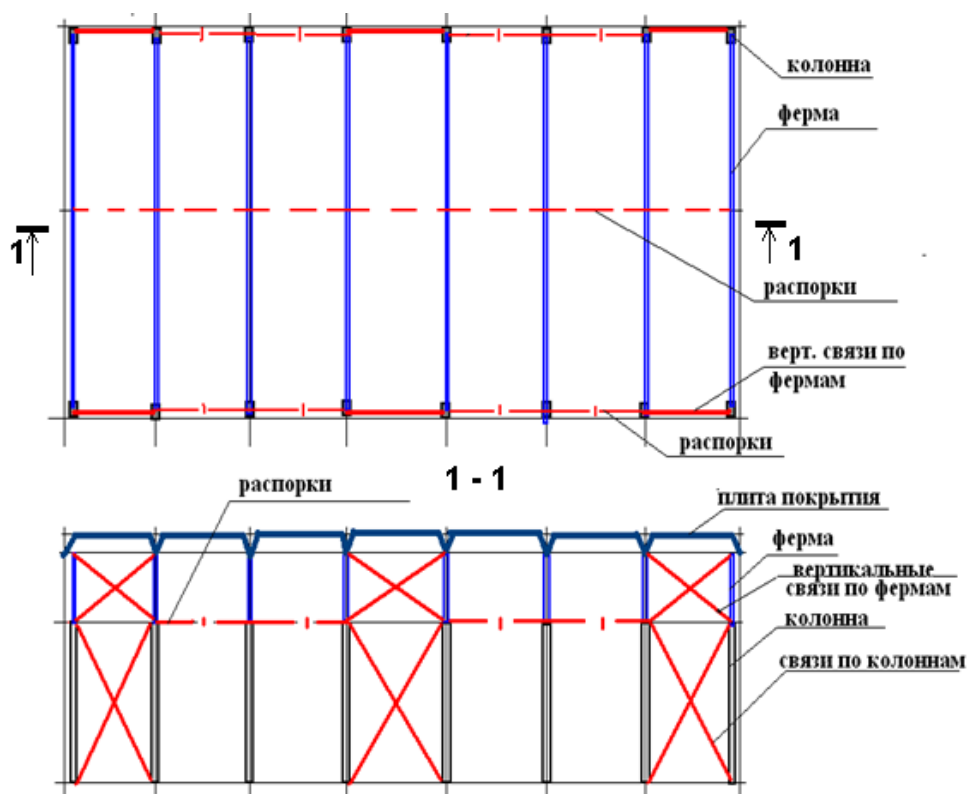 колонна
ферма
1
1
распорки
верт. связи по
фермам
распорки
1 - 1
распорки
плита покрытия
ферма
вертикальные
связи по фермам
колонна
связи по колоннам